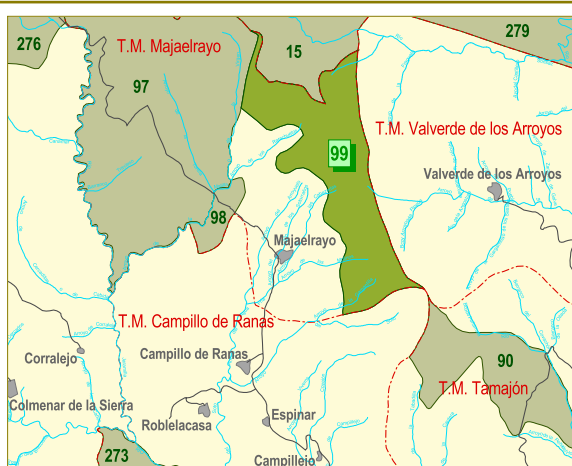 279
276
T.M. Majaelrayo
15
97
T.M. Valverde de los Arroyos
99
Valverde de los Arroyos
98
Majaelrayo
T.M. Campillo de Ranas
Corralejo
Campillo de Ranas
90
T.M. Tamajón
Colmenar de la Sierra
Roblelacasa
Espinar
273
Campillejo